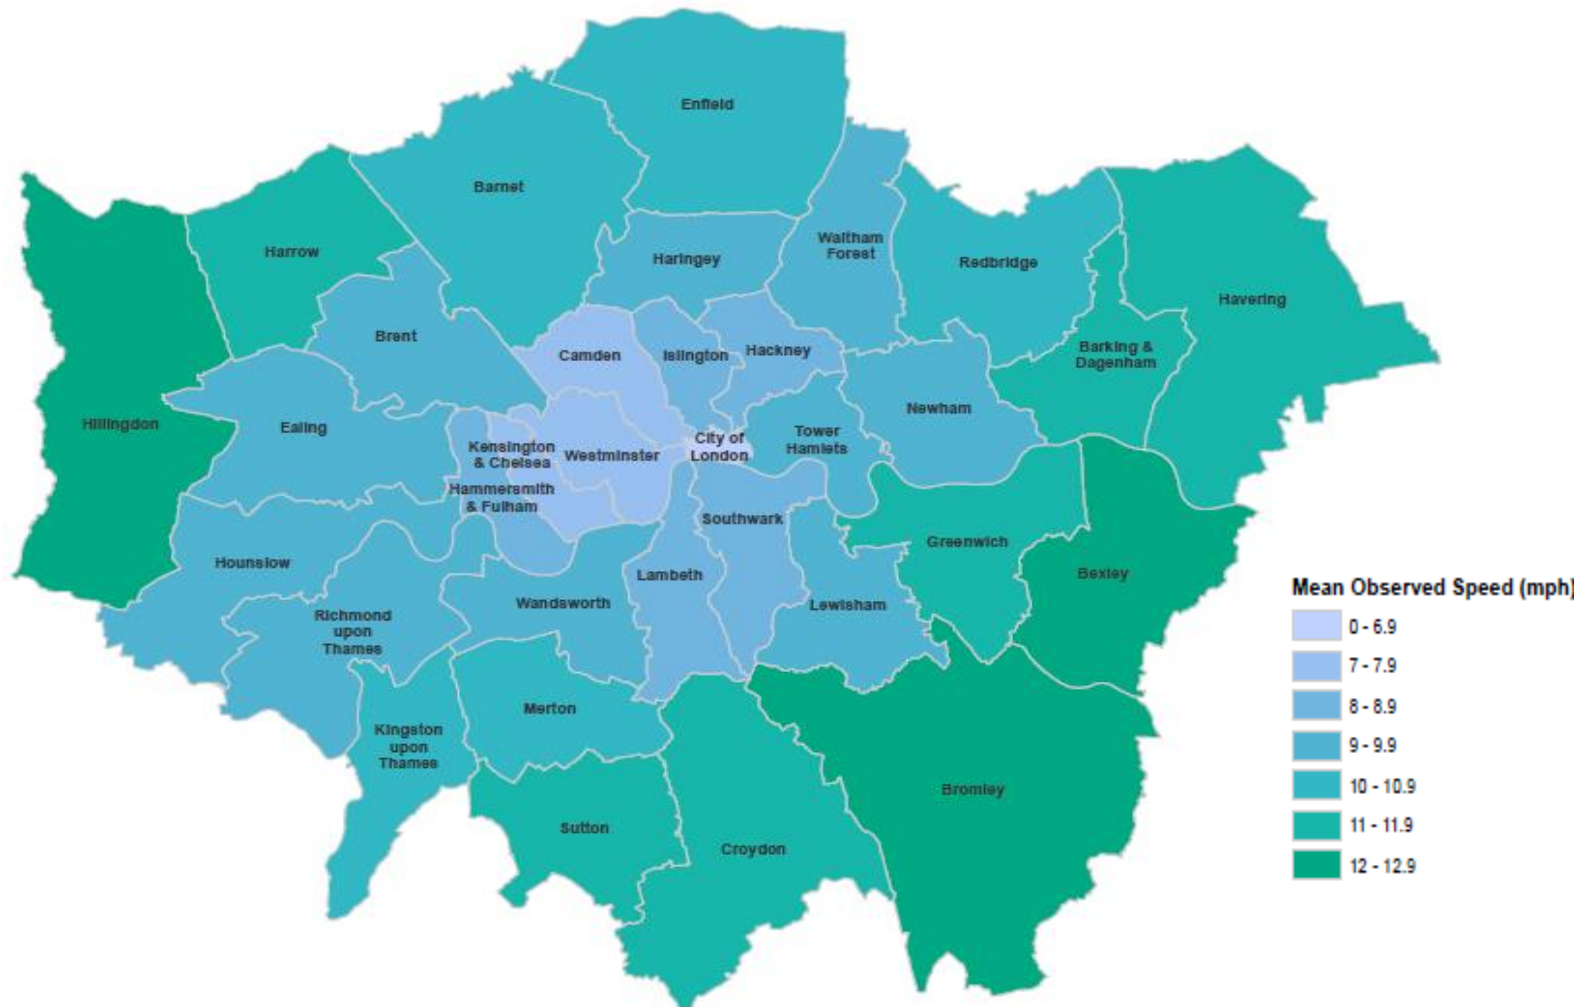 Enfield
Barnet
Harrow
Haringey
Waltham
Forest
Redbridge
Havering
Brent
Camden
Islington
Hackney
Barking &
Dagenham
Hillingdon
Ealing
Kensington
& Chelsea
Westminster
City of
London
Tower
Hamlets
Newham
Hammersmith
& Fulham
Southwark
Hounslow
Greenwich
Bexley
Lambeth
Wandsworth
Lewisham
Richmond
upon
Thames
Merton
Kingston
upon
Thames
Bromley
Sutton
Croydon
Mean Observed Speed (mph)
0 - 6.9
7 - 7.9
8 - 8.9
9 - 9.9
10 - 10.9
11 - 11.9
12 - 12.9